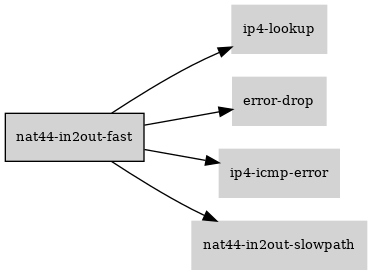 ip4-lookup
error-drop
nat44-in2out-fast
ip4-icmp-error
nat44-in2out-slowpath